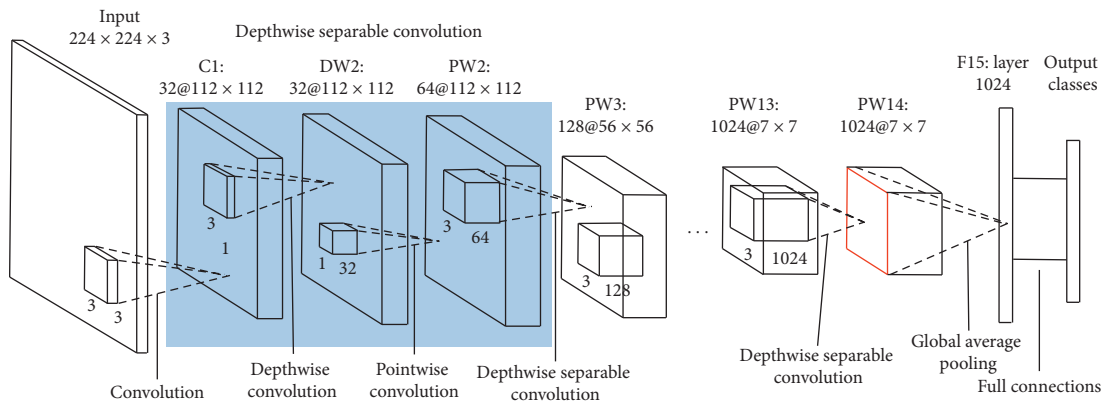 Input
224 × 224 × 3
Depthwise separable convolution
C1:
32@112 × 112
DW2:
32@112 × 112
PW2:
64@112 × 112
PW3:
128@56 × 56
PW13:
1024@7 × 7
PW14:
1024@7 × 7
F15: layer
1024
Output
classes
3
3
3
1
1
32
3
64
3
128
...
3
1024
Convolution
Depthwise
convolution
Pointwise
convolution
Depthwise separable
convolution
Depthwise separable
convolution
Global average
pooling
Full connections